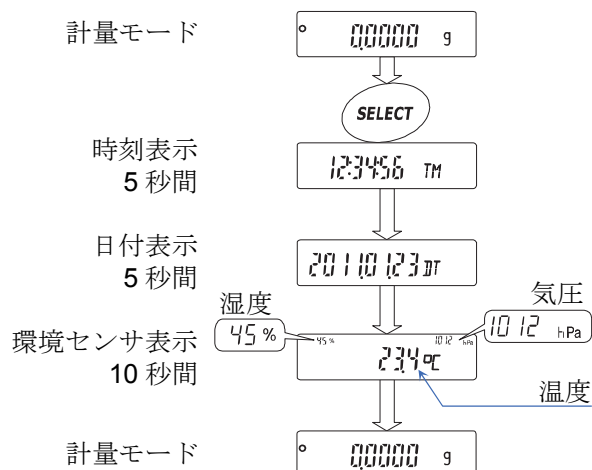 計量モード
0.0000 g
SELECT
時刻表示
5 秒間
12:34:56 TM
日付表示
5 秒間
2011.01.23 DT
湿度
気圧
45 %
1012 hPa
環境センサ表示
10 秒間
45 %
1012 hPa
23.4 ℃
温度
計量モード
0.0000 g